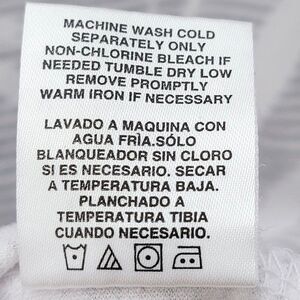 MACHINE WASH COLD
SEPARATELY ONLY
NON-CHLORINE BLEACH IF
NEEDED TUMBLE DRY LOW
REMOVE PROMPTLY
WARM IRON IF NECESSARY
LAVADO A MAQUINA CON
AGUA FRÌA.SÓLO
BLANQUEADOR SIN CLORO
SI ES NECESARIO. SECAR
A TEMPERATURA BAJA.
PLANCHADO A
TEMPERATURA TIBIA
CUANDO NECESARIO.